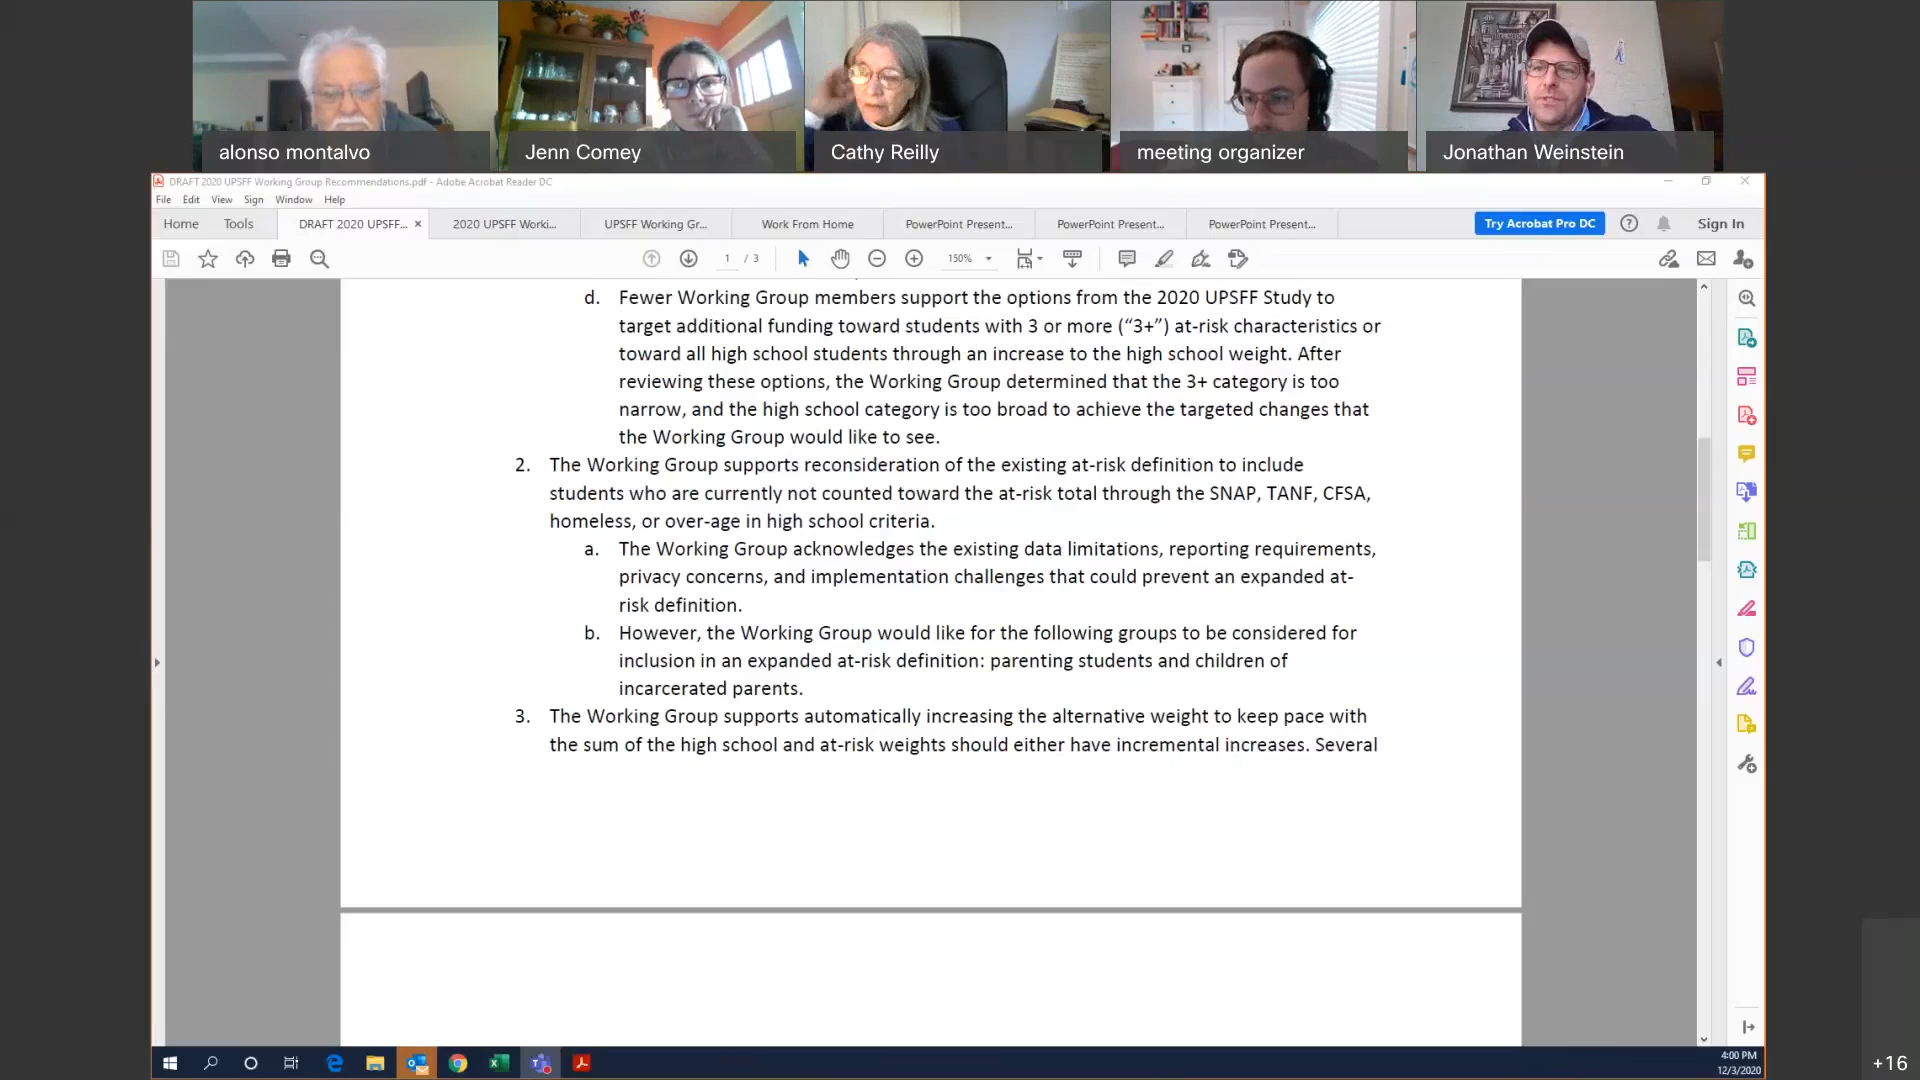 alonso montalvo
Jenn Comey
Cathy Reilly
meeting organizer
Jonathan Weinstein
DRAFT 2020 UPSFF Working Group Recommendations.pdf - Adobe Acrobat Reader DC
File Edit View Sign Window Help
Home Tools DRAFT 2020 UPSFF... × 2020 UPSFF Worki... UPSFF Working Gr... Work From Home PowerPoint Present... PowerPoint Present... PowerPoint Present... Try Acrobat Pro DC Sign In
1 / 3 150%
d. Fewer Working Group members support the options from the 2020 UPSFF Study to
target additional funding toward students with 3 or more (“3+”) at-risk characteristics or
toward all high school students through an increase to the high school weight. After
reviewing these options, the Working Group determined that the 3+ category is too
narrow, and the high school category is too broad to achieve the targeted changes that
the Working Group would like to see.
2. The Working Group supports reconsideration of the existing at-risk definition to include
students who are currently not counted toward the at-risk total through the SNAP, TANF, CFSA,
homeless, or over-age in high school criteria.
a. The Working Group acknowledges the existing data limitations, reporting requirements,
privacy concerns, and implementation challenges that could prevent an expanded at-
risk definition.
b. However, the Working Group would like for the following groups to be considered for
inclusion in an expanded at-risk definition: parenting students and children of
incarcerated parents.
3. The Working Group supports automatically increasing the alternative weight to keep pace with
the sum of the high school and at-risk weights should either have incremental increases. Several
4:00 PM
12/3/2020
+16